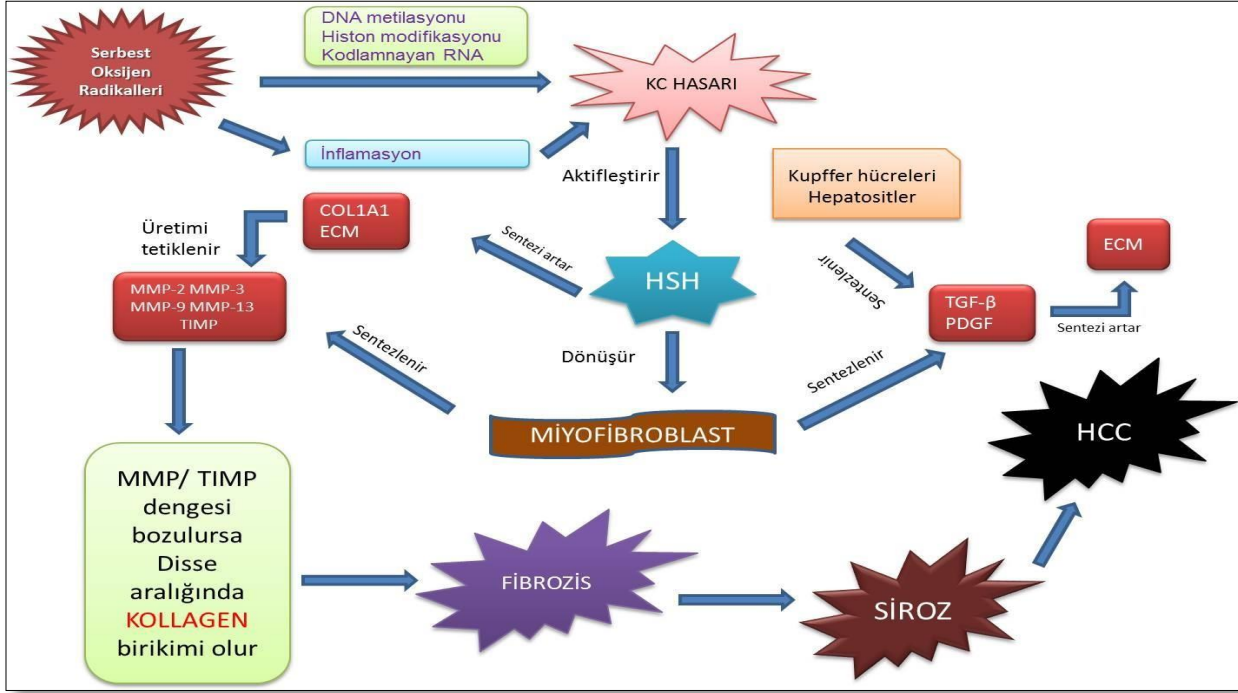 Serbest
Oksijen
Radikalleri
DNA metilasyonu
Histon modifikasyonu
Kodlamnayan RNA
KC HASARI
İnflamasyon
Aktifleştirir
Kupffer hücreleri
Hepatositler
COL1A1
ECM
Üretimi
tetiklenir
Sentezi artar
HSH
Sentezlenir
ECM
MMP-2 MMP-3
MMP-9 MMP-13
TIMP
TGF-β
PDGF
Sentezi artar
Sentezlenir
Dönüşür
Sentezlenir
MİYOFİBROBLAST
HCC
MMP/ TIMP
dengesi
bozulursa
Disse
aralığında
KOLLAGEN
birikimi olur
FİBROZİS
SİROZ